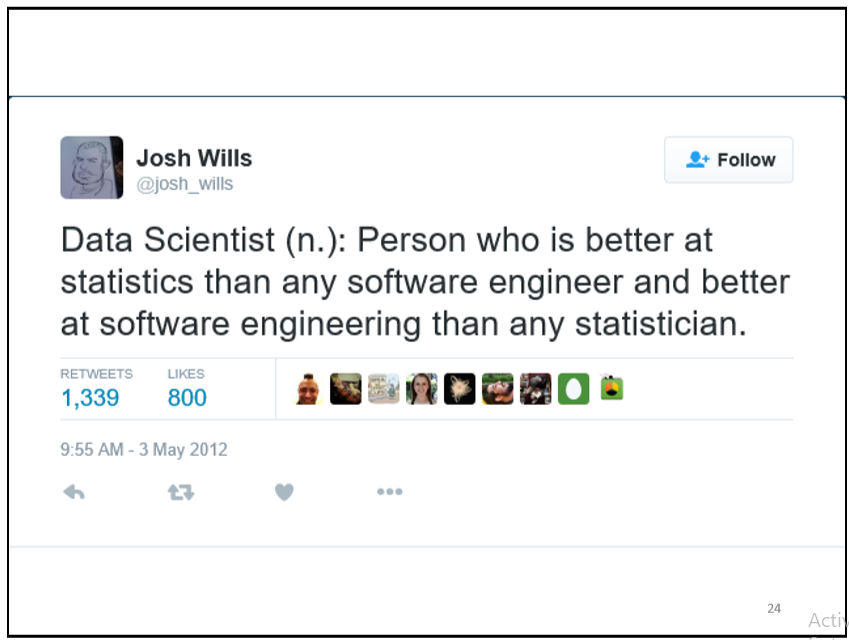 Josh Wills
@josh_wills
Follow
Data Scientist (n.): Person who is better at
statistics than any software engineer and better
at software engineering than any statistician.
RETWEETS LIKES
1,339 800
9:55 AM - 3 May 2012
24